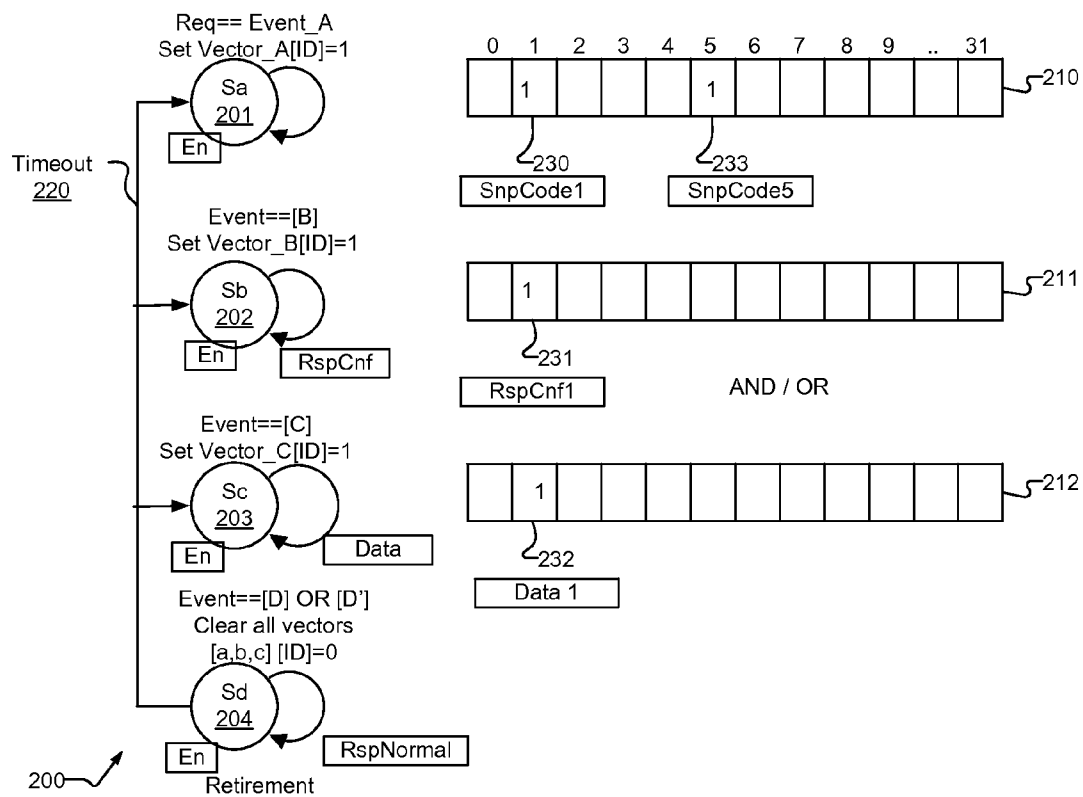 Req== Event_A
Set Vector_A[ID]=1
Sa
201
En
0 1 2 3 4 5 6 7 8 9 .. 31
1 1
210
230
233
SnpCode1
SnpCode5
Timeout
220
Event==[B]
Set Vector_B[ID]=1
Sb
202
En
RspCnf
1
211
231
RspCnf1
AND / OR
Event==[C]
Set Vector_C[ID]=1
Sc
203
En
Data
1
212
232
Data 1
Event==[D] OR [D']
Clear all vectors
[a,b,c] [ID]=0
Sd
204
En
RspNormal
Retirement
200